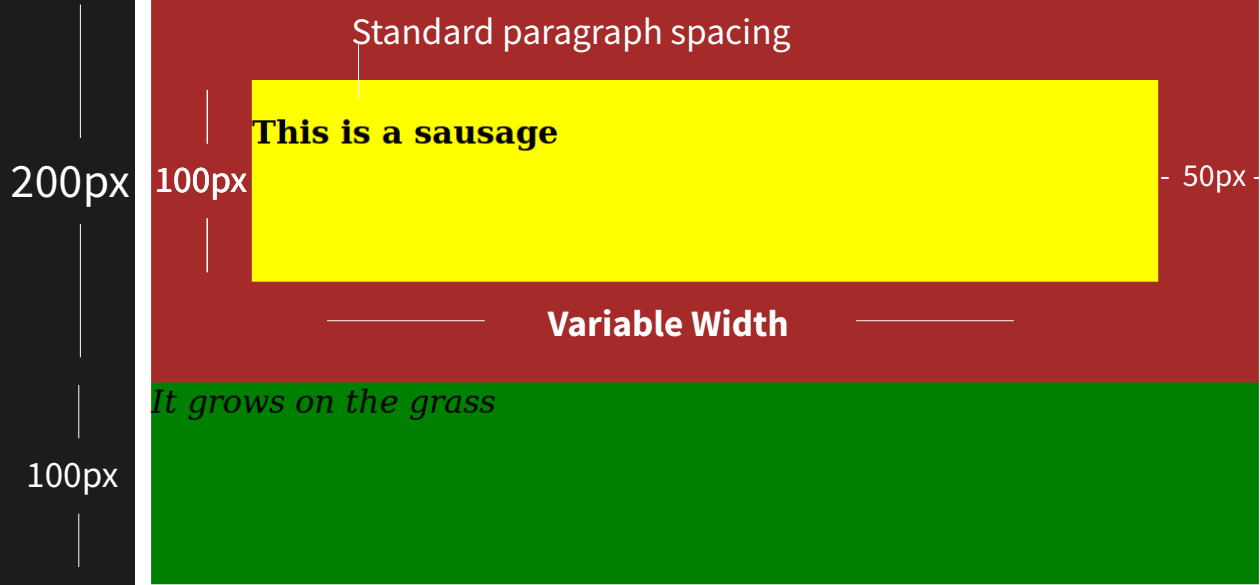 Standard paragraph spacing
This is a sausage
200px
100px
- 50px -
Variable Width
It grows on the grass
100px